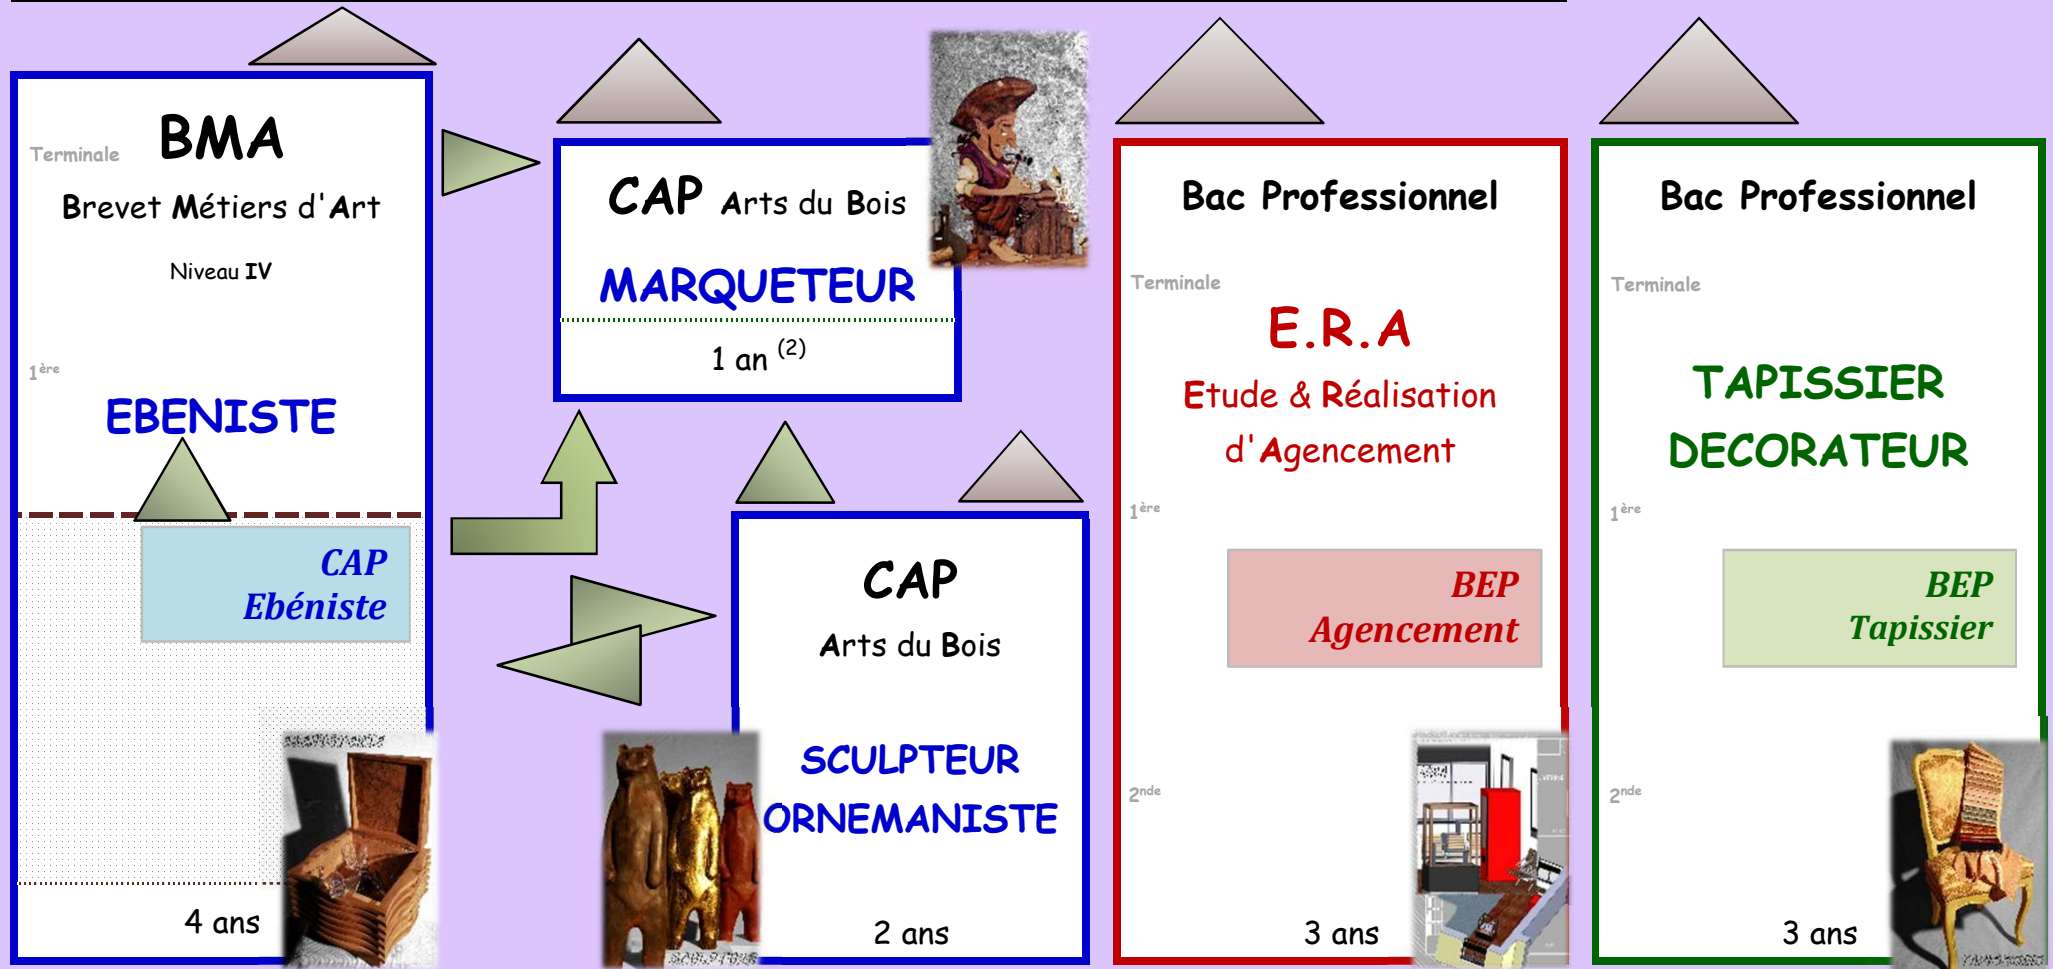 Terminale
BMA
Brevet Métiers d'Art
Niveau IV
1ère
EBENISTE
CAP
Ebéniste
4 ans
CAP Arts du Bois
MARQUETEUR
1 an (2)
CAP
Arts du Bois
SCULPTEUR
ORNEMANISTE
2 ans
Bac Professionnel
Terminale
E.R.A
Etude & Réalisation
d'Agencement
1ère
BEP
Agencement
2nde
3 ans
Bac Professionnel
Terminale
TAPISSIER
DECORATEUR
1ère
BEP
Tapissier
2nde
3 ans